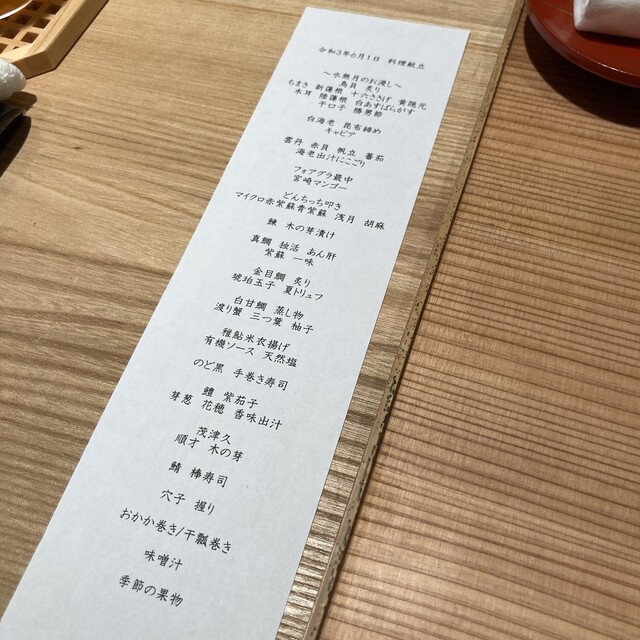 令和3年6月1日 料理献立
～水無月のお浸し～
鳥貝 炙り
ちまき 新蓮根 十六ささげ 黄隠元
木耳 陸蓮根 白あすぱらがす
干口子 勝男節
白海老 昆布締め
キャビア
雲丹 赤貝 帆立 蕃茄
海老出汁にこごり
フォアグラ最中
宮崎マンゴー
どんちっち叩き
マイクロ赤紫蘇青紫蘇 浅月 胡麻
鰊 木の芽漬け
真鯛 独活 あん肝
紫蘇 一味
金目鯛 炙り
琥珀玉子 夏トリュフ
白甘鯛 蒸し物
渡り蟹 三つ葉 柚子
稚鮎米衣揚げ
有機ソース 天然塩
のど黒 手巻き寿司
鱧 紫茄子
芽葱 花穂 香味出汁
茂津久
順才 木の芽
鯖 棒寿司
穴子 握り
おかか巻き/干瓢巻き
味噌汁
季節の果物